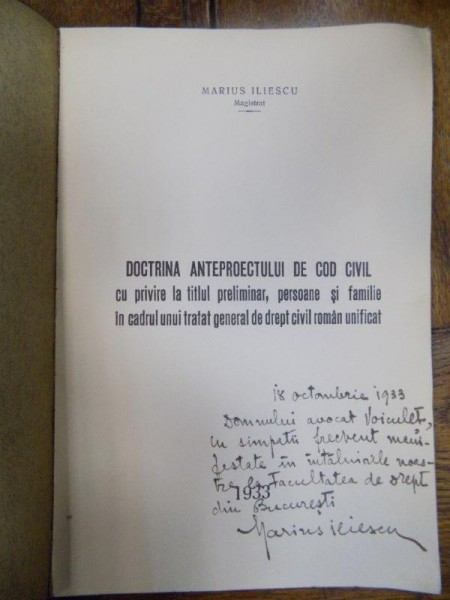 MARIUS ILIESCU
Magistrat
DOCTRINA ANTEPROECTULUI DE COD CIVIL
cu privire la titlul preliminar, persoane și familie
în cadrul unui tratat general de drept civil român unificat
18 octombrie 1933
Domnului avocat Voiculeț,
cu simpatii frecvent mani-
festate în întâlnirile noas-
tre la Facultatea de drept
1933
din București
Marius Iliescu